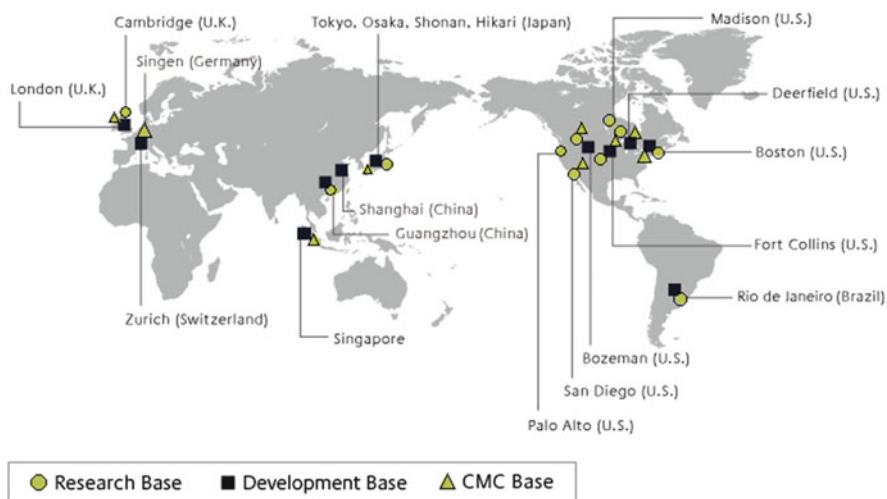 Cambridge (U.K.)
Tokyo, Osaka, Shonan, Hikari (Japan)
Madison (U.S.)
Singen (Germany)
London (U.K.)
Deerfield (U.S.)
Boston (U.S.)
Shanghai (China)
Guangzhou (China)
Fort Collins (U.S.)
Rio de Janeiro (Brazil)
Zurich (Switzerland)
Singapore
Bozeman (U.S.)
San Diego (U.S.)
Palo Alto (U.S.)
Research Base
Development Base
CMC Base